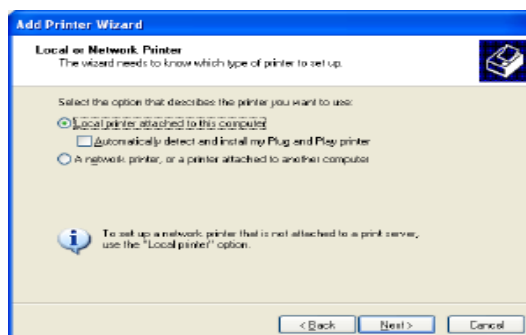 Add Printer Wizard
Local or Network Printer
The wizard needs to know which type of printer to set up.
Select the option that describes the printer you want to use:
Local printer attached to this computer
Automatically detect and install my Plug and Play printer
A network printer, or a printer attached to another computer
To set up a network printer that is not attached to a print server,
use the "Local printer" option.
< Back
Next >
Cancel